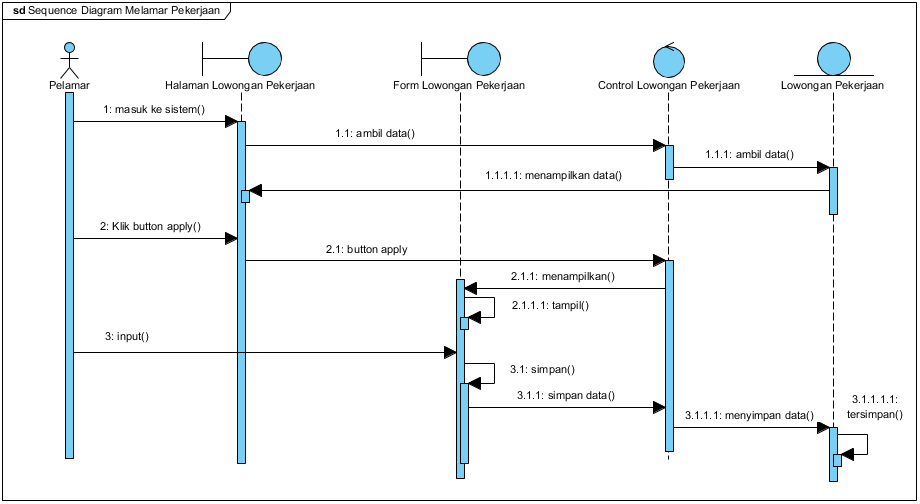 sd Sequence Diagram Melamar Pekerjaan
Pelamar
Halaman Lowongan Pekerjaan
Form Lowongan Pekerjaan
Control Lowongan Pekerjaan
Lowongan Pekerjaan
1: masuk ke sistem()
1.1: ambil data()
1.1.1: ambil data()
1.1.1.1: menampilkan data()
2: Klik button apply()
2.1: button apply
2.1.1: menampilkan()
2.1.1.1: tampil()
3: input()
3.1: simpan()
3.1.1: simpan data()
3.1.1.1: menyimpan data()
3.1.1.1.1:
tersimpan()